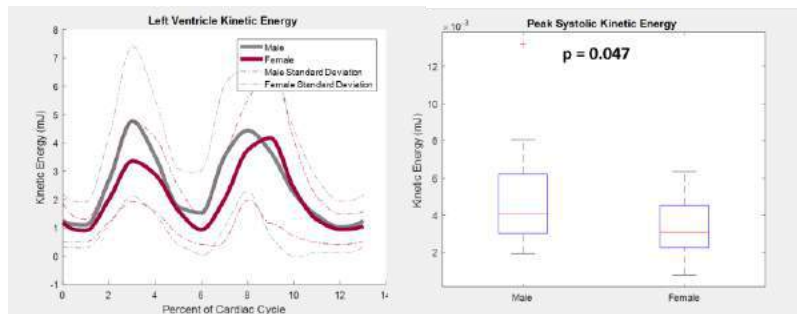 Left Ventricle Kinetic Energy
8
7
6
5
4
3
2
1
0
-1
Kinetic Energy (mJ)
Male
Female
Male Standard Deviation
Female Standard Deviation
0 2 4 6 8 10 12 14
Percent of Cardiac Cycle
Peak Systolic Kinetic Energy
× 10⁻³
p = 0.047
12
10
8
6
4
2
Kinetic Energy (mJ)
Male Female